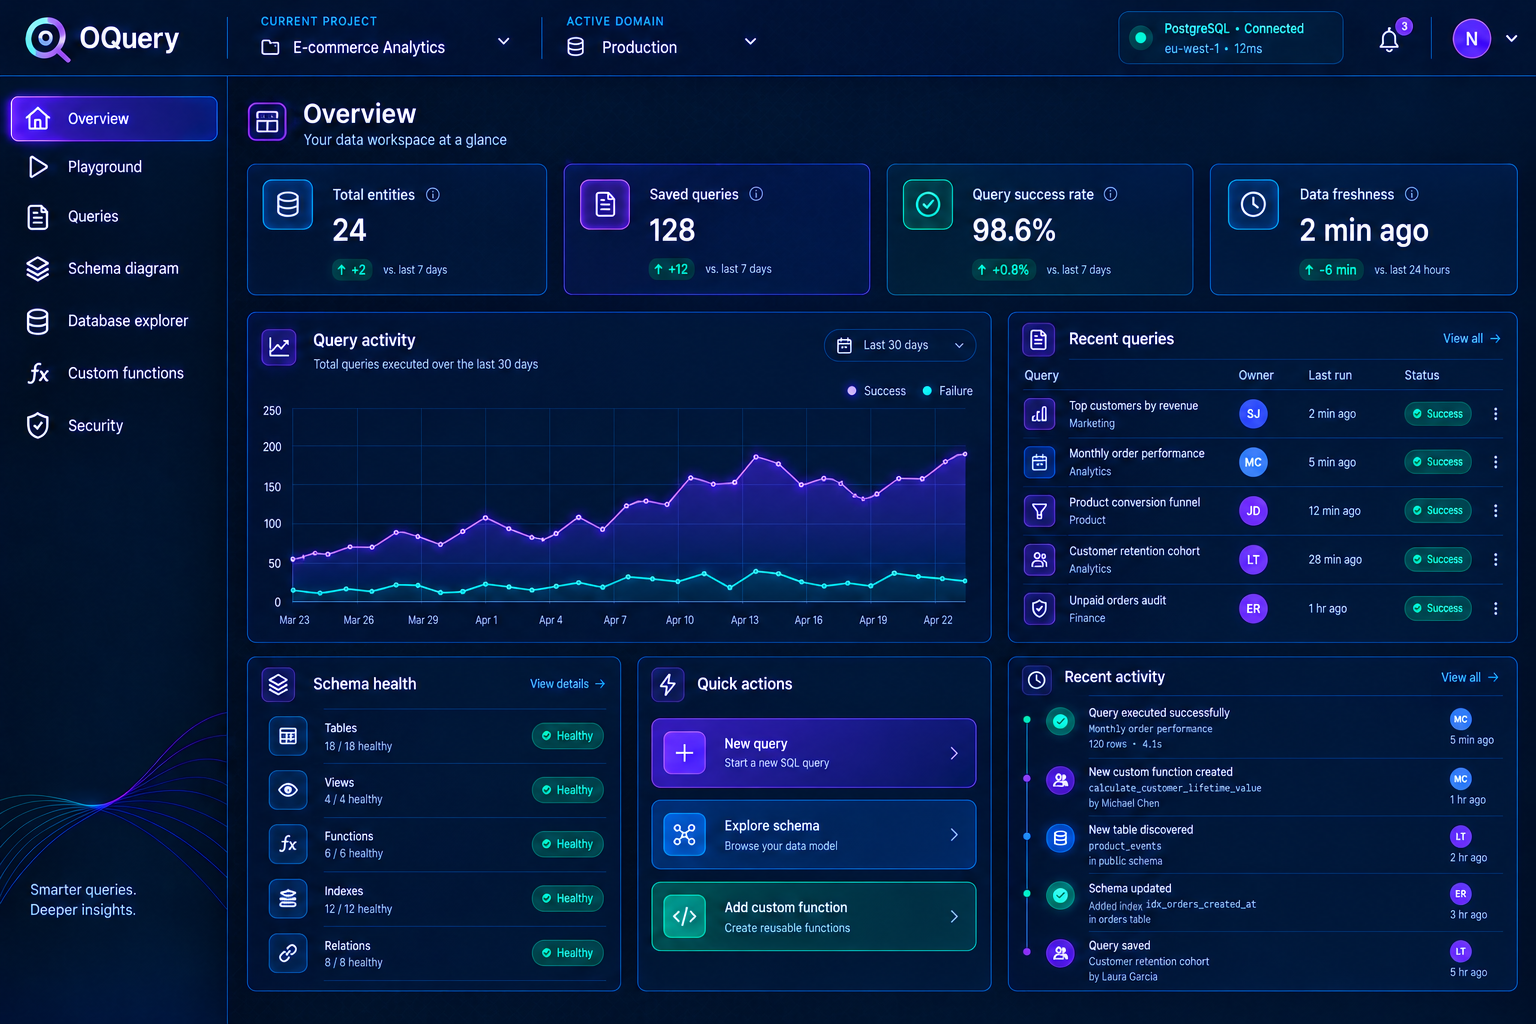 OQuery
CURRENT PROJECT
E-commerce Analytics
ACTIVE DOMAIN
Production
PostgreSQL • Connected
eu-west-1 • 12ms
3
N
Overview
Playground
Queries
Schema diagram
Database explorer
fx Custom functions
Security
Smarter queries.
Deeper insights.
Overview
Your data workspace at a glance
Total entities
24
↑ +2 vs. last 7 days
Saved queries
128
↑ +12 vs. last 7 days
Query success rate
98.6%
↑ +0.8% vs. last 7 days
Data freshness
2 min ago
↑ -6 min vs. last 24 hours
Query activity
Total queries executed over the last 30 days
Last 30 days
Success Failure
250
200
150
100
50
0
Mar 23 Mar 26 Mar 29 Apr 1 Apr 4 Apr 7 Apr 10 Apr 13 Apr 16 Apr 19 Apr 22
Recent queries
View all →
Query Owner Last run Status
Top customers by revenue
Marketing
SJ 2 min ago Success
Monthly order performance
Analytics
MC 5 min ago Success
Product conversion funnel
Product
JD 12 min ago Success
Customer retention cohort
Analytics
LT 28 min ago Success
Unpaid orders audit
Finance
ER 1 hr ago Success
Schema health
View details →
Tables
18 / 18 healthy
Healthy
Views
4 / 4 healthy
Healthy
fx
Functions
6 / 6 healthy
Healthy
Indexes
12 / 12 healthy
Healthy
Relations
8 / 8 healthy
Healthy
Quick actions
New query
Start a new SQL query
Explore schema
Browse your data model
</>
Add custom function
Create reusable functions
Recent activity
View all →
Query executed successfully
Monthly order performance
120 rows • 4.1s
MC
5 min ago
New custom function created
calculate_customer_lifetime_value
by Michael Chen
MC
1 hr ago
New table discovered
product_events
in public schema
LT
2 hr ago
Schema updated
Added index idx_orders_created_at
in orders table
ER
3 hr ago
Query saved
Customer retention cohort
by Laura Garcia
LT
5 hr ago